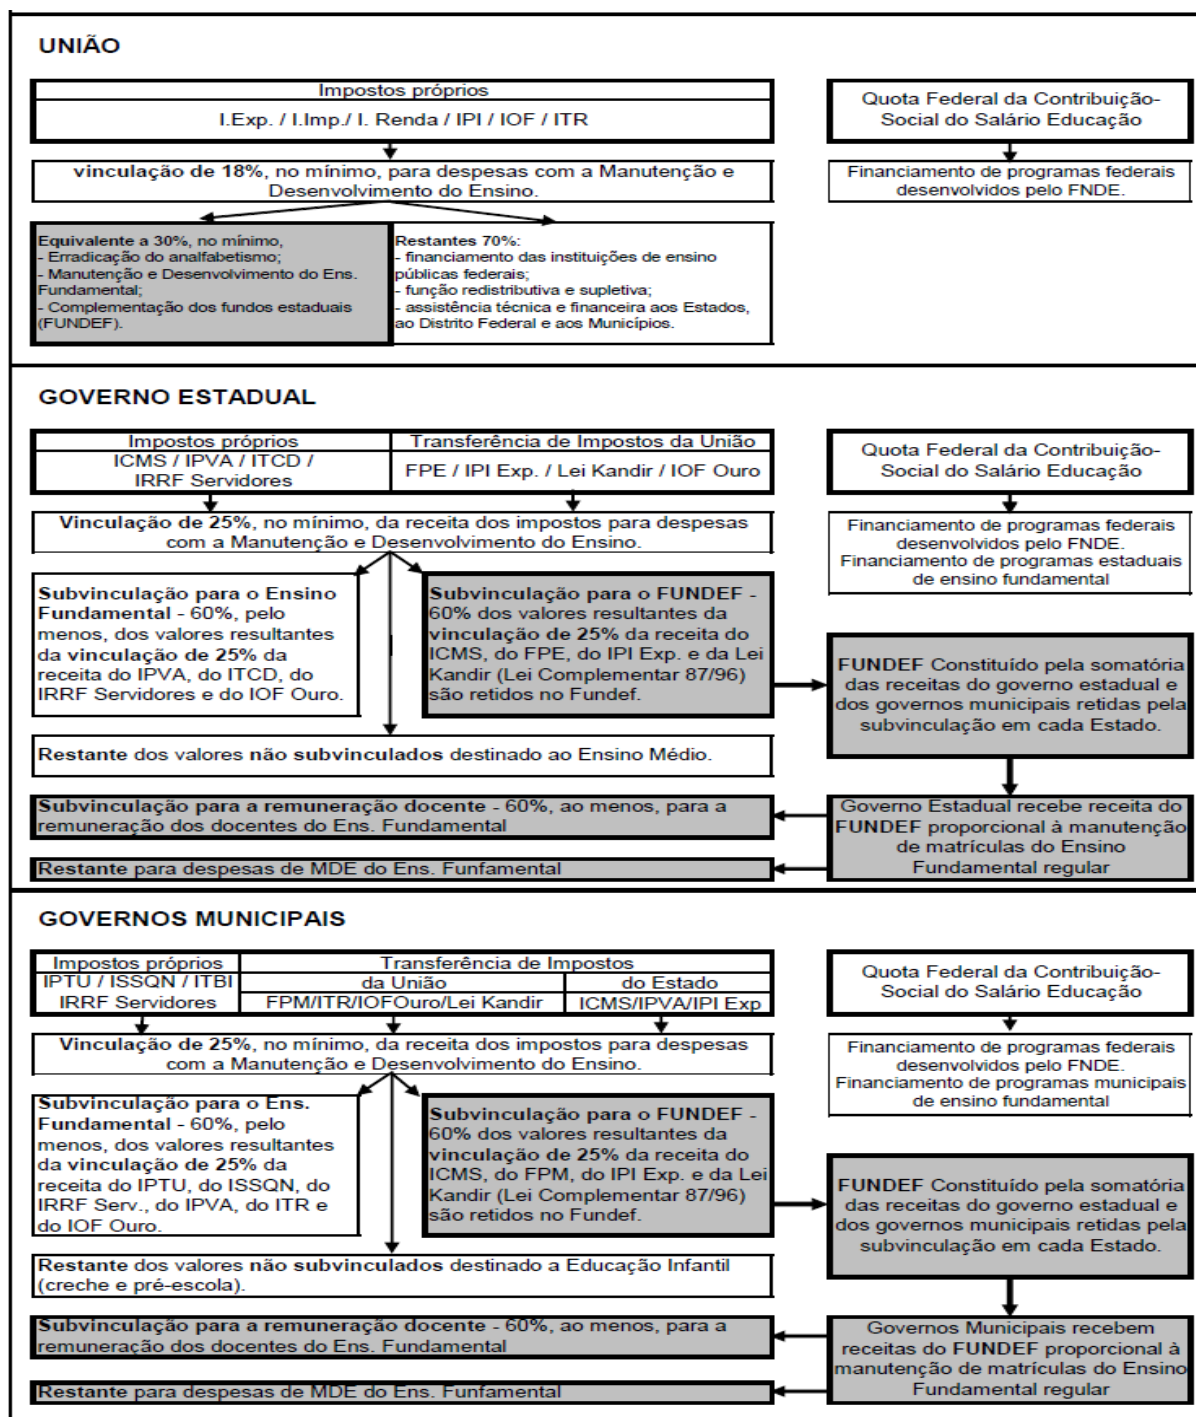 UNIÃO
Impostos próprios
I.Exp. / I.Imp./ I. Renda / IPI / IOF / ITR
Quota Federal da Contribuição-
Social do Salário Educação
vinculação de 18%, no mínimo, para despesas com a Manutenção e
Desenvolvimento do Ensino.
Financiamento de programas federais
desenvolvidos pelo FNDE.
Equivalente a 30%, no mínimo,
- Erradicação do analfabetismo;
- Manutenção e Desenvolvimento do Ens.
Fundamental;
- Complementação dos fundos estaduais
(FUNDEF).
Restantes 70%:
- financiamento das instituições de ensino
públicas federais;
- função redistributiva e supletiva;
- assistência técnica e financeira aos Estados,
ao Distrito Federal e aos Municípios.
GOVERNO ESTADUAL
Impostos próprios
ICMS / IPVA / ITCD /
IRRF Servidores
Transferência de Impostos da União
FPE / IPI Exp. / Lei Kandir / IOF Ouro
Quota Federal da Contribuição-
Social do Salário Educação
Vinculação de 25%, no mínimo, da receita dos impostos para despesas
com a Manutenção e Desenvolvimento do Ensino.
Financiamento de programas federais
desenvolvidos pelo FNDE.
Financiamento de programas estaduais
de ensino fundamental
Subvinculação para o Ensino
Fundamental - 60%, pelo
menos, dos valores resultantes
da vinculação de 25% da
receita do IPVA, do ITCD, do
IRRF Servidores e do IOF Ouro.
Subvinculação para o FUNDEF -
60% dos valores resultantes da
vinculação de 25% da receita do
ICMS, do FPE, do IPI Exp. e da Lei
Kandir (Lei Complementar 87/96)
são retidos no Fundef.
FUNDEF Constituído pela somatória
das receitas do governo estadual e
dos governos municipais retidas pela
subvinculação em cada Estado.
Restante dos valores não subvinculados destinado ao Ensino Médio.
Subvinculação para a remuneração docente - 60%, ao menos, para a
remuneração dos docentes do Ens. Fundamental
Governo Estadual recebe receita do
FUNDEF proporcional à manutenção
de matrículas do Ensino
Fundamental regular
Restante para despesas de MDE do Ens. Funfamental
GOVERNOS MUNICIPAIS
Impostos próprios
IPTU / ISSQN / ITBI
IRRF Servidores
Transferência de Impostos
da União
FPM/ITR/IOFOuro/Lei Kandir
do Estado
ICMS/IPVA/IPI Exp
Quota Federal da Contribuição-
Social do Salário Educação
Vinculação de 25%, no mínimo, da receita dos impostos para despesas
com a Manutenção e Desenvolvimento do Ensino.
Financiamento de programas federais
desenvolvidos pelo FNDE.
Financiamento de programas municipais
de ensino fundamental
Subvinculação para o Ens.
Fundamental - 60%, pelo
menos, dos valores resultantes
da vinculação de 25% da
receita do IPTU, do ISSQN, do
IRRF Serv., do IPVA, do ITR e
do IOF Ouro.
Subvinculação para o FUNDEF -
60% dos valores resultantes da
vinculação de 25% da receita do
ICMS, do FPM, do IPI Exp. e da Lei
Kandir (Lei Complementar 87/96)
são retidos no Fundef.
FUNDEF Constituído pela somatória
das receitas do governo estadual e
dos governos municipais retidas pela
subvinculação em cada Estado.
Restante dos valores não subvinculados destinado a Educação Infantil
(creche e pré-escola).
Subvinculação para a remuneração docente - 60%, ao menos, para a
remuneração dos docentes do Ens. Fundamental
Governos Municipais recebem
receitas do FUNDEF proporcional à
manutenção de matrículas do Ensino
Fundamental regular
Restante para despesas de MDE do Ens. Funfamental